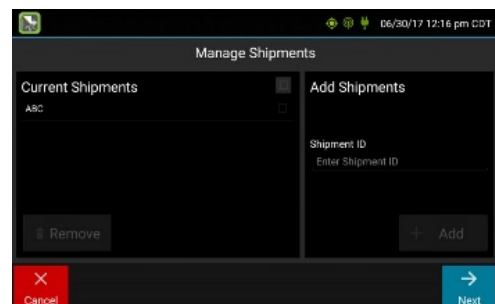 06/30/17 12:16 pm CDT
Manage Shipments
Current Shipments
ABC
Remove
Add Shipments
Shipment ID
Enter Shipment ID
+ Add
Cancel
Next